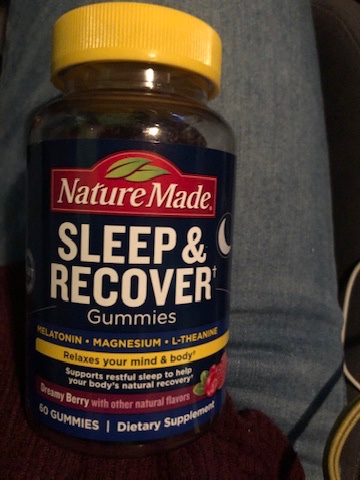 Nature Made®
SLEEP &
RECOVER†
Gummies
MELATONIN • MAGNESIUM • L-THEANINE
Relaxes your mind & body†
Supports restful sleep to help
your body's natural recovery†
Dreamy Berry with other natural flavors
60 GUMMIES | Dietary Supplement